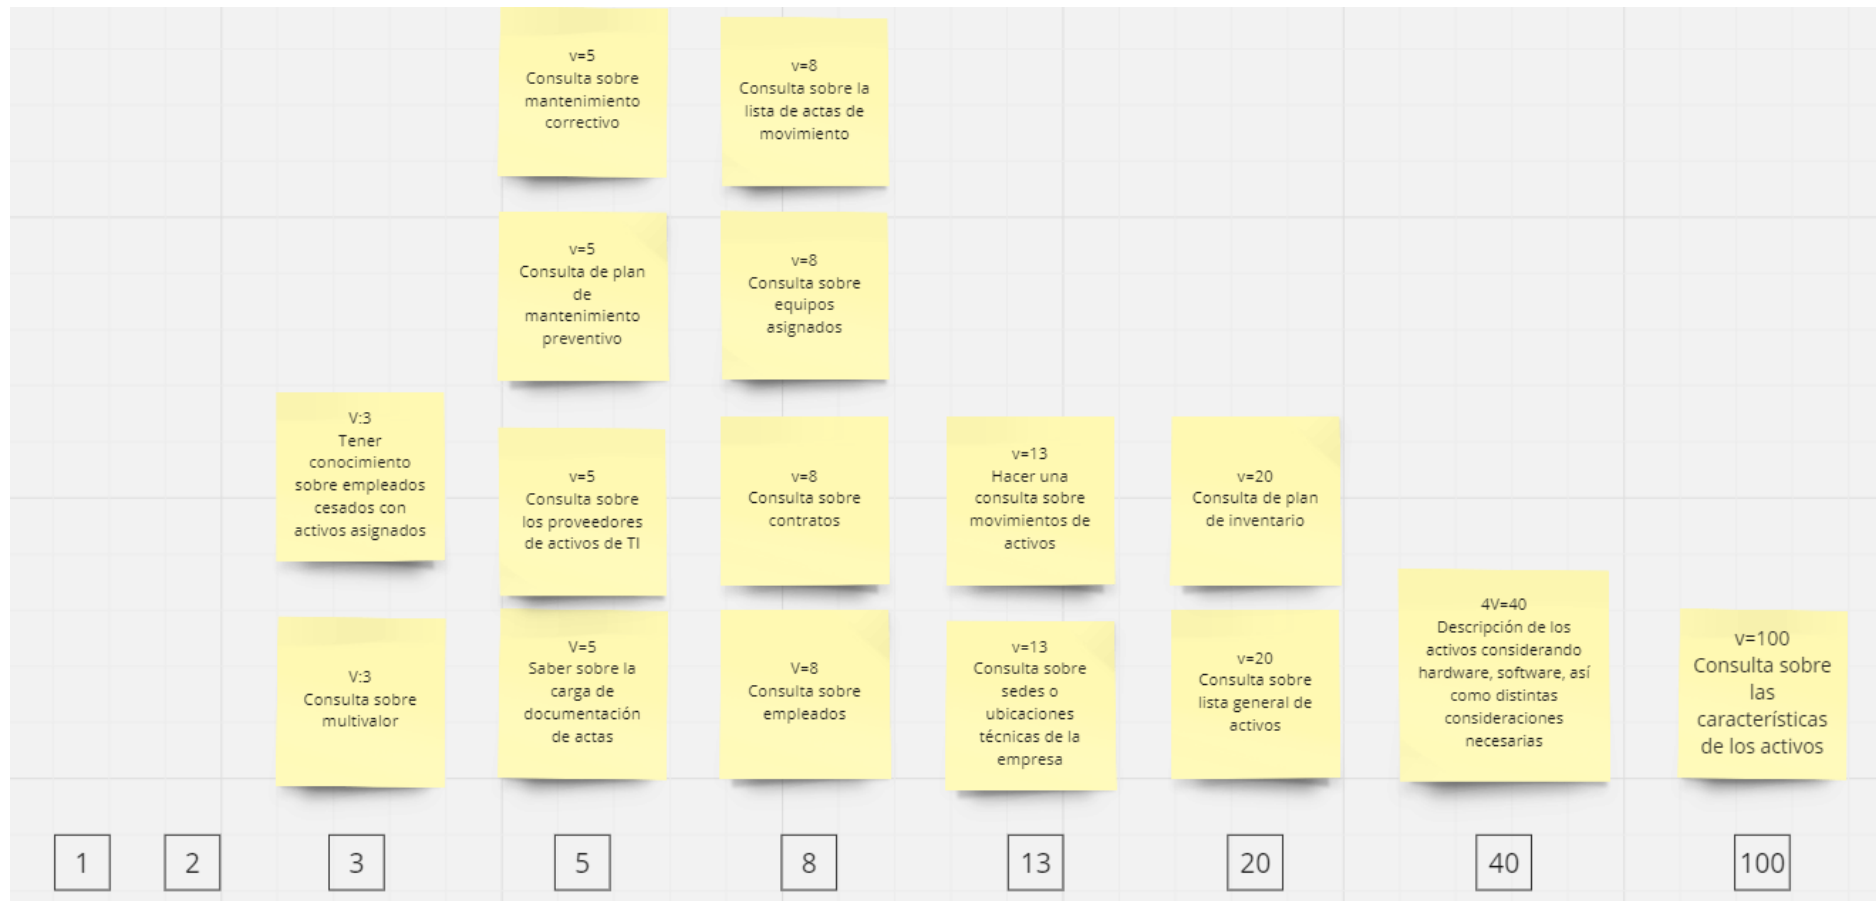 v=5
Consulta sobre
mantenimiento
correctivo
v=8
Consulta sobre la
lista de actas de
movimiento
v=5
Consulta de plan
de
mantenimiento
preventivo
v=8
Consulta sobre
equipos
asignados
V:3
Tener
conocimiento
sobre empleados
cesados con
activos asignados
v=5
Consulta sobre
los proveedores
de activos de TI
v=8
Consulta sobre
contratos
v=13
Hacer una
consulta sobre
movimientos de
activos
v=20
Consulta de plan
de inventario
V:3
Consulta sobre
multivalor
V=5
Saber sobre la
carga de
documentación
de actas
V=8
Consulta sobre
empleados
v=13
Consulta sobre
sedes o
ubicaciones
técnicas de la
empresa
v=20
Consulta sobre
lista general de
activos
4V=40
Descripción de los
activos considerando
hardware, software, así
como distintas
consideraciones
necesarias
v=100
Consulta sobre
las
características
de los activos
1
2
3
5
8
13
20
40
100